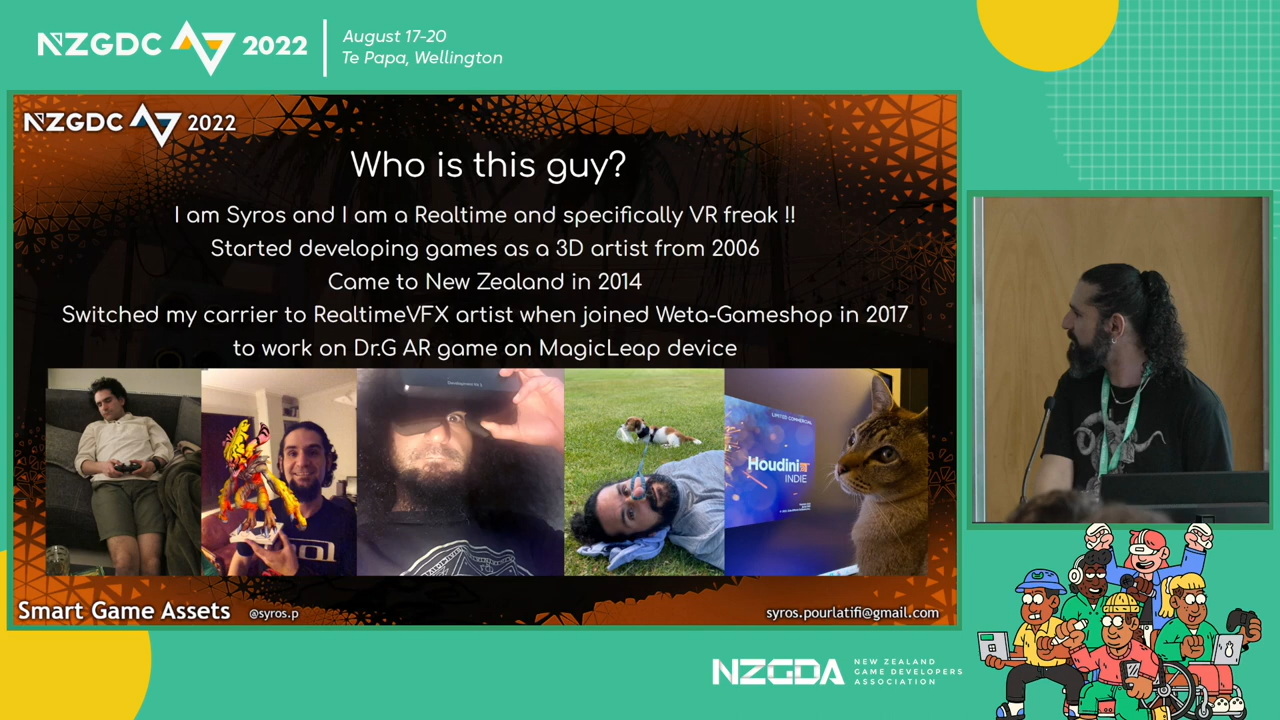 NZGDC 2022
August 17-20
Te Papa, Wellington
NZGDC 2022
Who is this guy?
I am Syros and I am a Realtime and specifically VR freak !!
Started developing games as a 3D artist from 2006
Came to New Zealand in 2014
Switched my carrier to RealtimeVFX artist when joined Weta-Gameshop in 2017
to work on Dr.G AR game on MagicLeap device
LIMITED COMMERCIAL
Houdini
INDIE
Smart Game Assets @syros.p syros.pourlatifi@gmail.com
NZGDA
NEW ZEALAND
GAME DEVELOPERS
ASSOCIATION